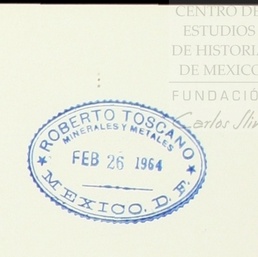 CENTRO DE
ESTUDIOS
DE HISTORIA
DE MEXICO
FUNDACIÓ
Carlos Slim
ROBERTO TOSCANO
MINERALES Y METALES
FEB 26 1964
MEXICO, D. F.